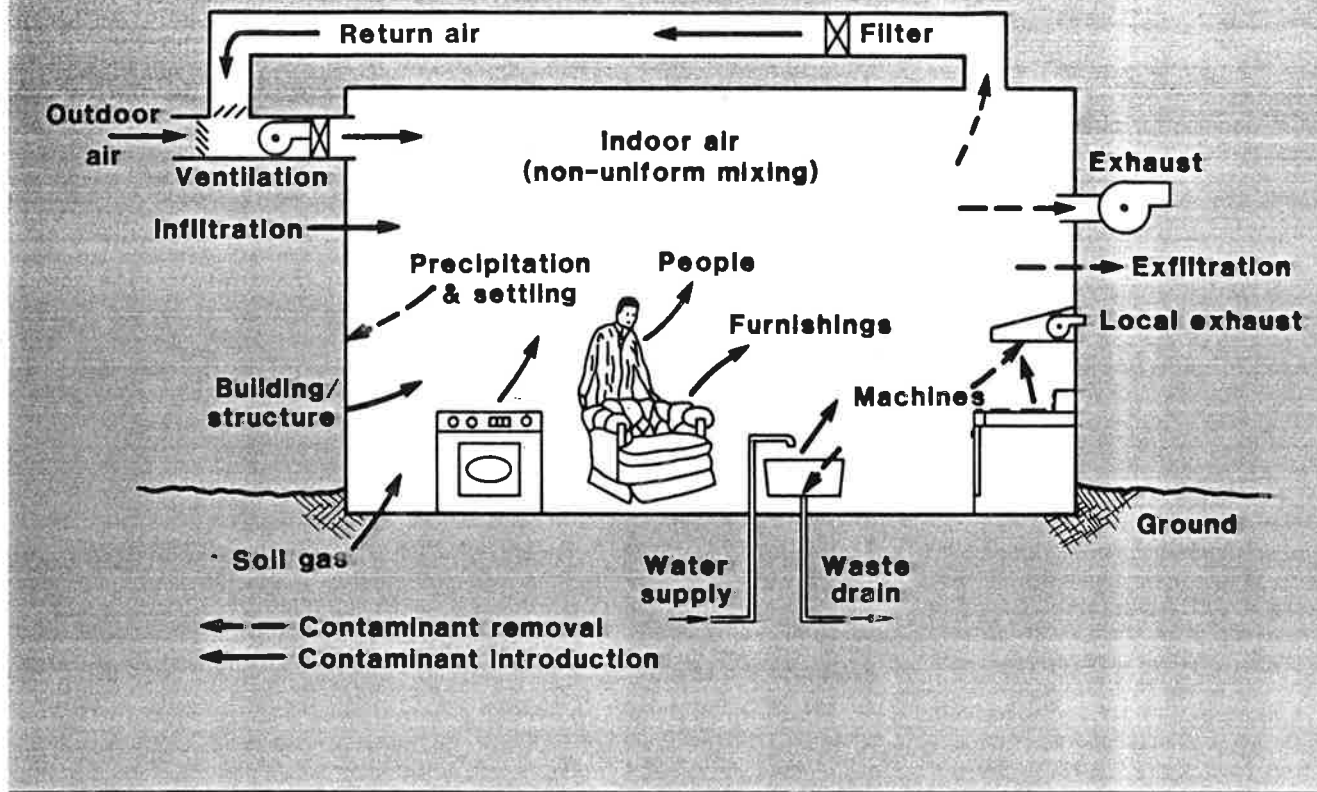 Return air
Filter
Outdoor
air
Ventilation
Indoor air
(non-uniform mixing)
Exhaust
Infiltration
Precipitation
& settling
People
Exfiltration
Furnishings
Local exhaust
Building/
structure
Machines
Ground
Soil gas
Water
supply
Waste
drain
Contaminant removal
Contaminant introduction